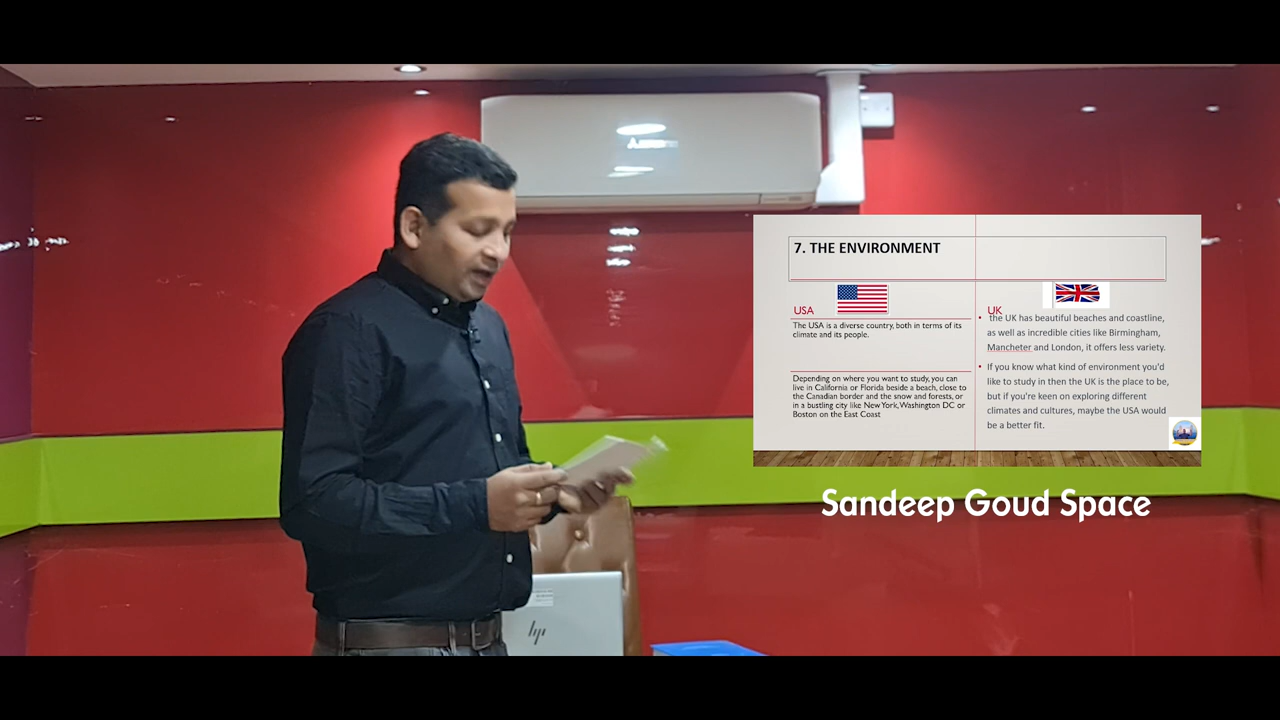 7. THE ENVIRONMENT
USA
The USA is a diverse country, both in terms of its
climate and its people.
Depending on where you want to study, you can
live in California or Florida beside a beach, close to
the Canadian border and the snow and forests, or
in a bustling city like New York, Washington DC or
Boston on the East Coast
UK
• the UK has beautiful beaches and coastline,
as well as incredible cities like Birmingham,
Mancheter and London, it offers less variety.
• If you know what kind of environment you'd
like to study in then the UK is the place to be,
but if you're keen on exploring different
climates and cultures, maybe the USA would
be a better fit.
Sandeep Goud Space
hp